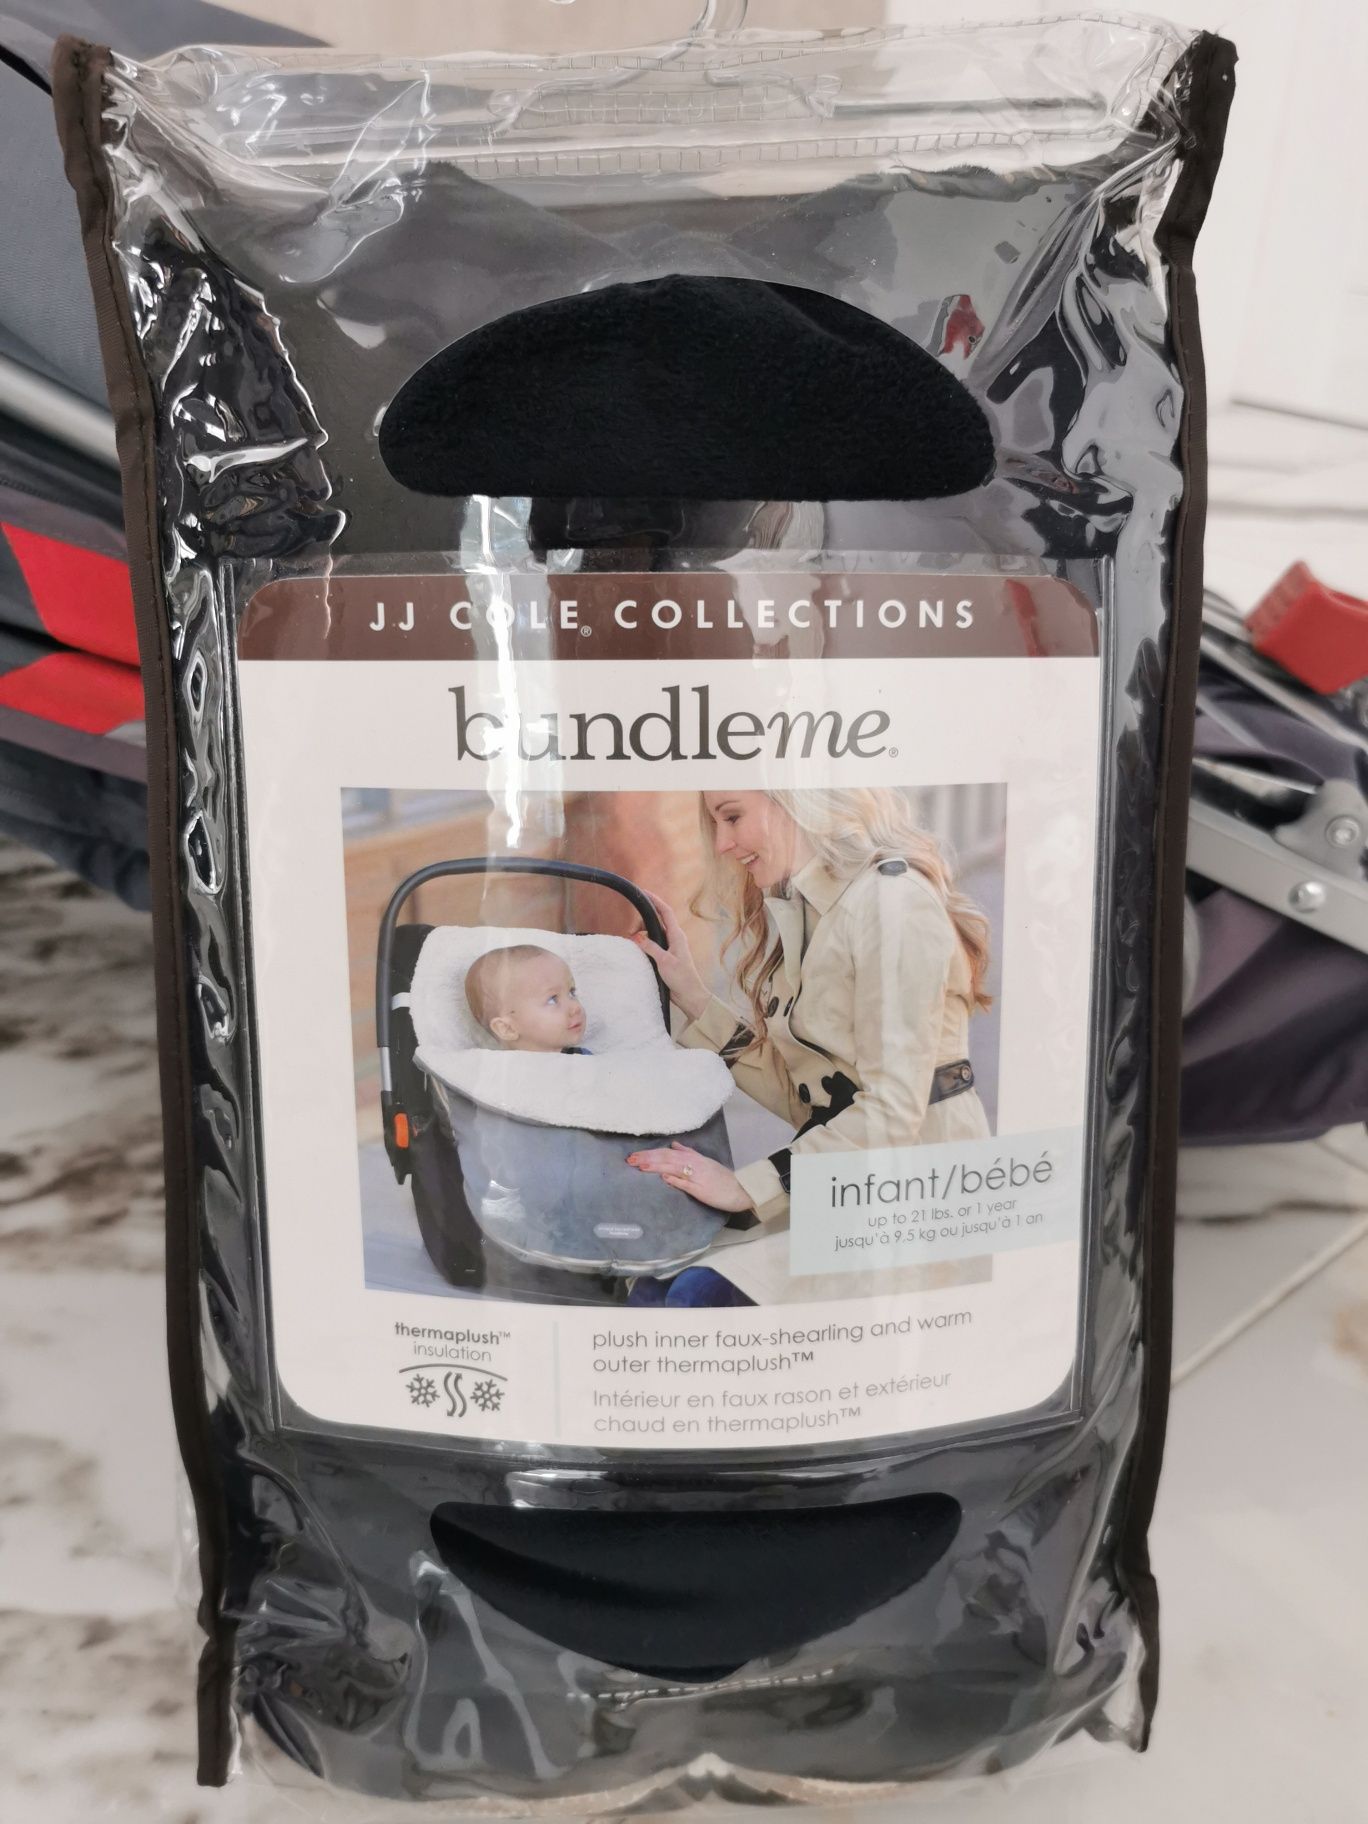 JJ COLE® COLLECTIONS
bundleme®
infant/bébé
up to 21 lbs. or 1 year
jusqu'à 9,5 kg ou jusqu'à 1 an
thermaplush™
insulation
plush inner faux-shearling and warm
outer thermaplush™
Intérieur en faux rason et extérieur
chaud en thermaplush™